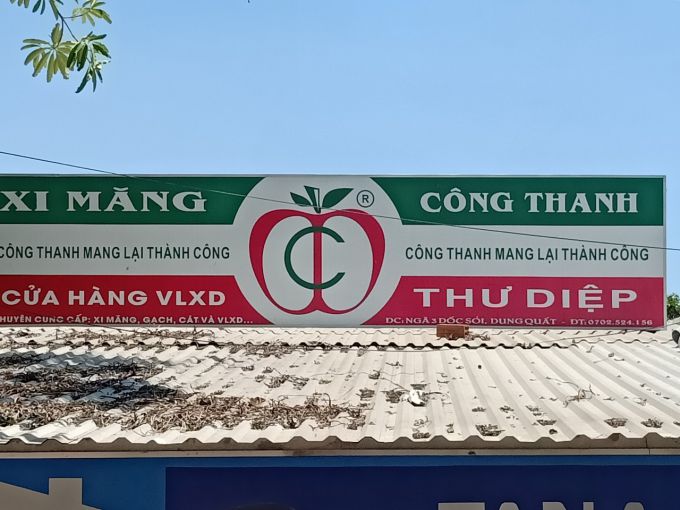 XI MĂNG
CÔNG THANH
®
CÔNG THANH MANG LẠI THÀNH CÔNG
CÔNG THANH MANG LẠI THÀNH CÔNG
CỬA HÀNG VLXD
THƯ DIỆP
CUNG CẤP: XI MĂNG, GẠCH, CÁT VÀ VLXD...
ĐC: NGÃ 3 DỐC SỎI, DUNG QUẤT - ĐT: 0702.524.156